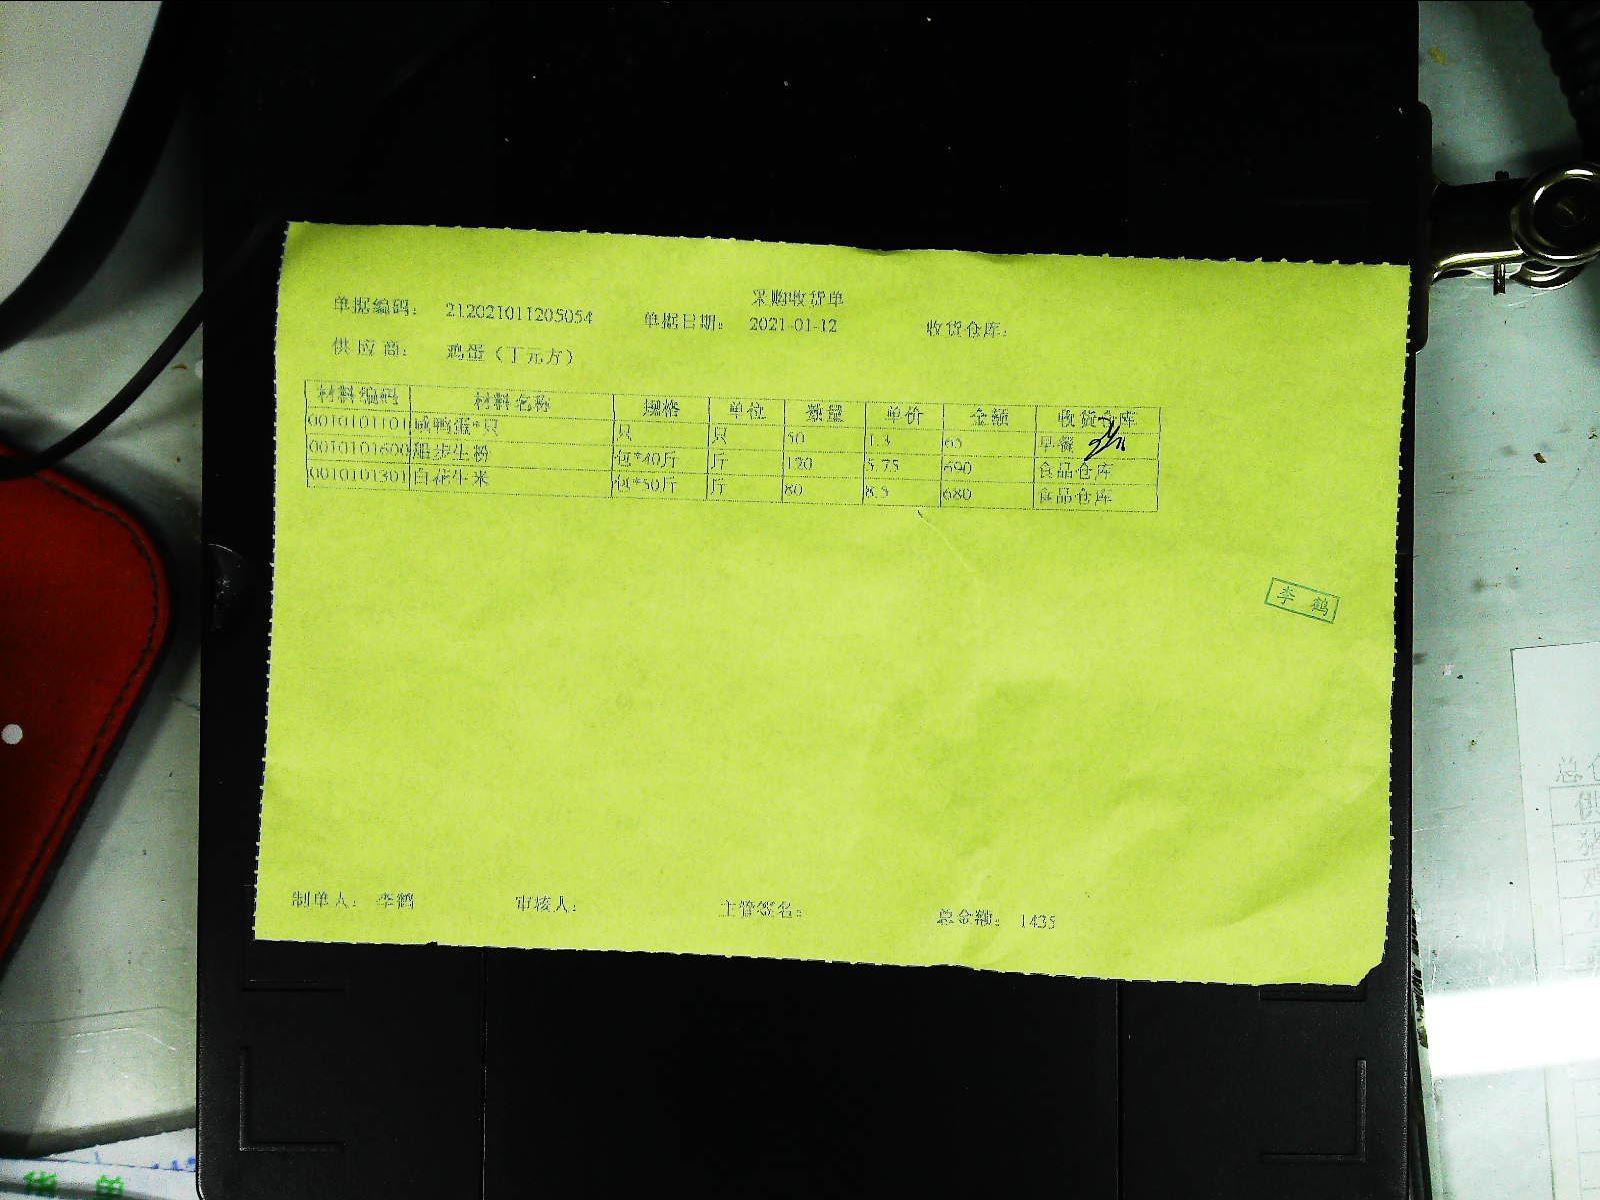 采购收货单
单据编码： 212021011205054 单据日期： 2021-01-12 收货仓库：
供应商： 鸡蛋（丁元方）
材料编码 材料名称 规格 单位 数量 单价 金额 收货仓库
0010101101 咸鸭蛋*只 只 只 50 1.3 65 早餐
0010101600 船步生粉 包*40斤 斤 120 5.75 690 食品仓库
0010101301 白花生米 包*50斤 斤 80 8.5 680 食品仓库
李鹤
制单人： 李鹤 审核人： 主管签名： 总金额： 1435
总仓
单